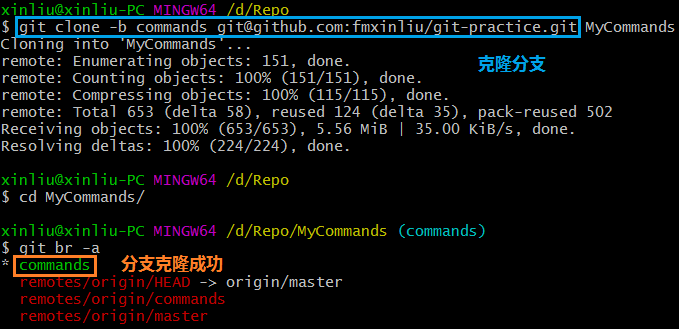 xinliu@xinliu-PC MINGW64 /d/Repo
$ git clone -b commands git@github.com:fmxinliu/git-practice.git MyCommands
Cloning into 'MyCommands'...
remote: Enumerating objects: 151, done.
克隆分支
remote: Counting objects: 100% (151/151), done.
remote: Compressing objects: 100% (115/115), done.
remote: Total 653 (delta 58), reused 124 (delta 35), pack-reused 502
Receiving objects: 100% (653/653), 5.56 MiB | 35.00 KiB/s, done.
Resolving deltas: 100% (224/224), done.
xinliu@xinliu-PC MINGW64 /d/Repo
$ cd MyCommands/
xinliu@xinliu-PC MINGW64 /d/Repo/MyCommands (commands)
$ git br -a
* commands 分支克隆成功
remotes/origin/HEAD -> origin/master
remotes/origin/commands
remotes/origin/master